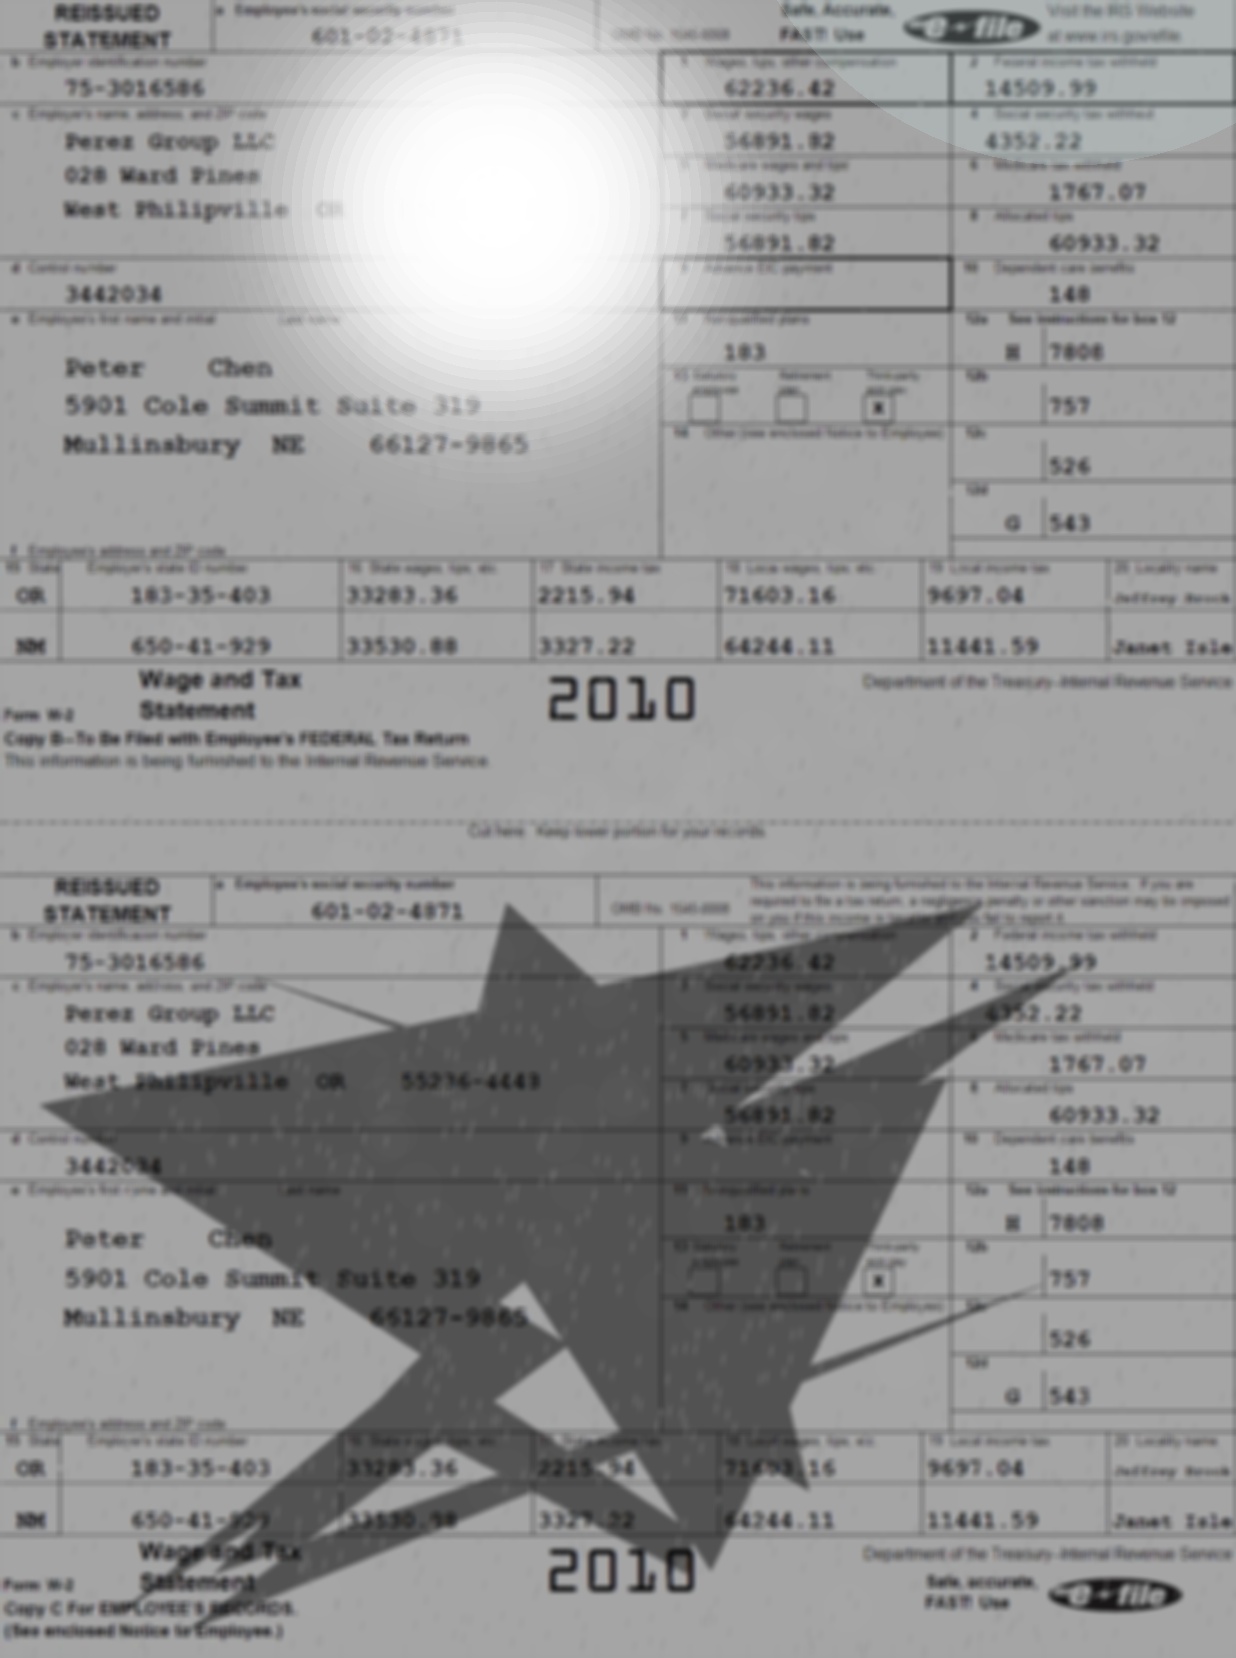 REISSUED STATEMENT
a Employee's social security number
601-02-4871
OMB No. 1545-0008
Safe, Accurate, FAST! Use
e-file
Visit the IRS Website at www.irs.gov/efile.
b Employer identification number
75-3016586
1 Wages, tips, other compensation
62236.42
2 Federal income tax withheld
14509.99
c Employer's name, address, and ZIP code
Perez Group LLC
028 Ward Pines
West Philipville OR
3 Social security wages
56891.82
4 Social security tax withheld
4352.22
5 Medicare wages and tips
60933.32
6 Medicare tax withheld
1767.07
7 Social security tips
56891.82
8 Allocated tips
60933.32
d Control number
3442034
9 Advance EIC payment
10 Dependent care benefits
148
e Employee's first name and initial Last name
Peter Chen
5901 Cole Summit Suite 319
Mullinsbury NE 66127-9865
f Employee's address and ZIP code
11 Nonqualified plans
183
12a See instructions for box 12
H 7808
13 Statutory employee Retirement plan Third-party sick pay
X
12b
757
14 Other (see enclosed Notice to Employee)
12c
526
12d
G 543
15 State Employer's state ID number 16 State wages, tips, etc. 17 State income tax 18 Local wages, tips, etc. 19 Local income tax 20 Locality name
OR 183-35-403 33283.36 2215.94 71603.16 9697.04 Jeffrey Brook
NM 650-41-929 33530.88 3327.22 64244.11 11441.59 Janet Isle
Form W-2
Wage and Tax Statement
2010
Department of the Treasury--Internal Revenue Service
Copy B--To Be Filed with Employee's FEDERAL Tax Return
This information is being furnished to the Internal Revenue Service.
Cut here. Keep lower portion for your records.
REISSUED STATEMENT
a Employee's social security number
601-02-4871
OMB No. 1545-0008
This information is being furnished to the Internal Revenue Service. If you are
required to file a tax return, a negligence penalty or other sanction may be imposed
on you if this income is taxable and you fail to report it.
b Employer identification number
75-3016586
1 Wages, tips, other compensation
62236.42
2 Federal income tax withheld
14509.99
c Employer's name, address, and ZIP code
Perez Group LLC
028 Ward Pines
West Philipville OR 55236-4443
3 Social security wages
56891.82
4 Social security tax withheld
4352.22
5 Medicare wages and tips
60933.32
6 Medicare tax withheld
1767.07
7 Social security tips
56891.82
8 Allocated tips
60933.32
d Control number
3442034
9 Advance EIC payment
10 Dependent care benefits
148
e Employee's first name and initial Last name
Peter Chen
5901 Cole Summit Suite 319
Mullinsbury NE 66127-9865
f Employee's address and ZIP code
11 Nonqualified plans
183
12a See instructions for box 12
H 7808
13 Statutory employee Retirement plan Third-party sick pay
X
12b
757
14 Other (see enclosed Notice to Employee)
12c
526
12d
G 543
15 State Employer's state ID number 16 State wages, tips, etc. 17 State income tax 18 Local wages, tips, etc. 19 Local income tax 20 Locality name
OR 183-35-403 33283.36 2215.94 71603.16 9697.04 Jeffrey Brook
NM 650-41-929 33530.98 3327.22 64244.11 11441.59 Janet Isle
Form W-2
Wage and Tax Statement
2010
Department of the Treasury--Internal Revenue Service
Copy C For EMPLOYEE'S RECORDS.
(See enclosed Notice to Employee.)
Safe, accurate, FAST! Use
e-file